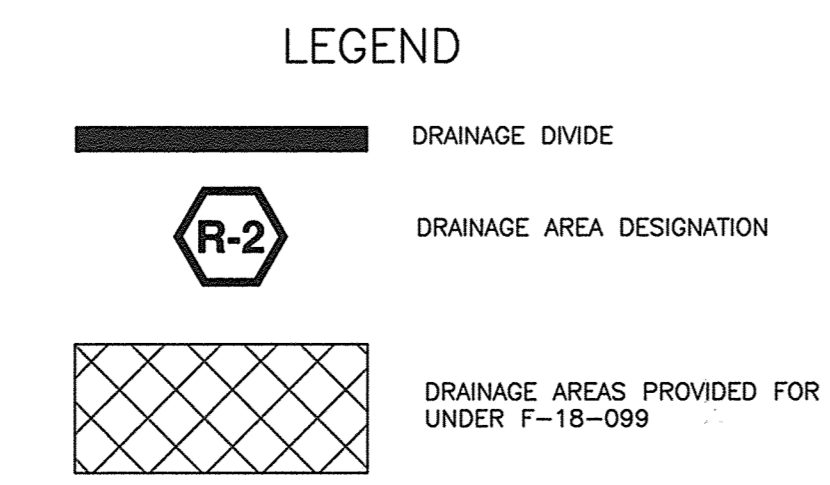 LEGEND
DRAINAGE DIVIDE
R-2
DRAINAGE AREA DESIGNATION
DRAINAGE AREAS PROVIDED FOR
UNDER F-18-099